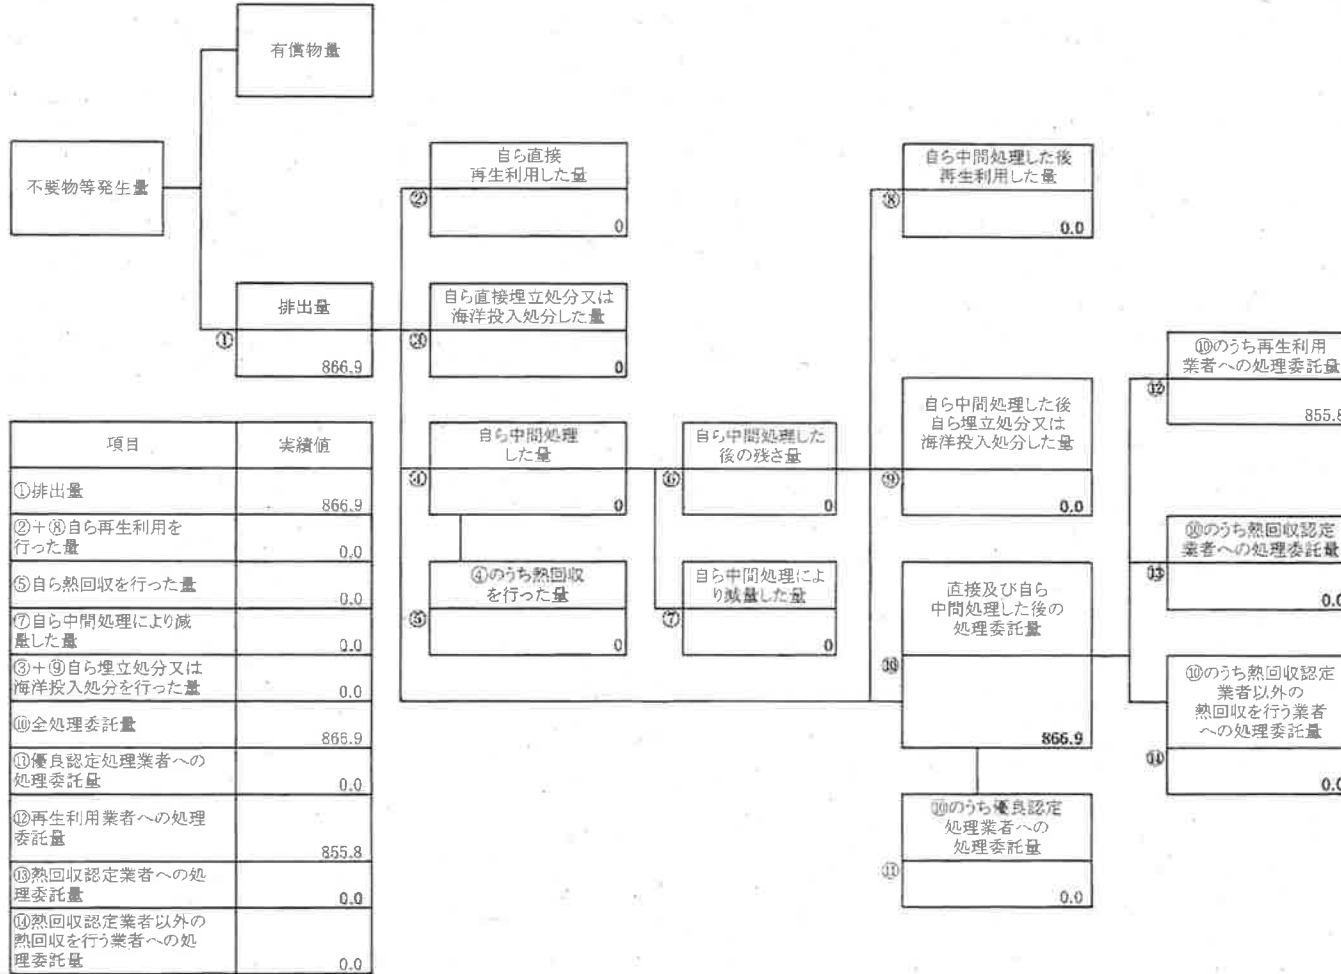 有償物量
不要物等発生量
排出量
①
866.9
自ら直接
再生利用した量
②
0
自ら直接埋立処分又は
海洋投入処分した量
③
0
自ら中間処理
した量
④
0
④のうち熱回収
を行った量
⑤
0
自ら中間処理した
後の残さ量
⑥
0
自ら中間処理によ
り減量した量
⑦
0
自ら中間処理した後
再生利用した量
⑧
0.0
自ら中間処理した後
自ら埋立処分又は
海洋投入処分した量
⑨
0.0
直接及び自ら
中間処理した後の
処理委託量
⑩
866.9
⑩のうち優良認定
処理業者への
処理委託量
⑪
0.0
⑩のうち再生利用
業者への処理委託量
⑫
855.8
⑩のうち熱回収認定
業者への処理委託量
⑬
0.0
⑩のうち熱回収認定
業者以外の
熱回収を行う業者
への処理委託量
⑭
0.0
項目 実績値
①排出量
866.9
②+⑧自ら再生利用を
行った量 0.0
⑤自ら熱回収を行った量
0.0
⑦自ら中間処理により減
量した量 0.0
③+⑨自ら埋立処分又は
海洋投入処分を行った量 0.0
⑩全処理委託量
866.9
⑪優良認定処理業者への
処理委託量 0.0
⑫再生利用業者への処理
委託量
855.8
⑬熱回収認定業者への処
理委託量 0.0
⑭熱回収認定業者以外の
熱回収を行う業者への処
理委託量 0.0